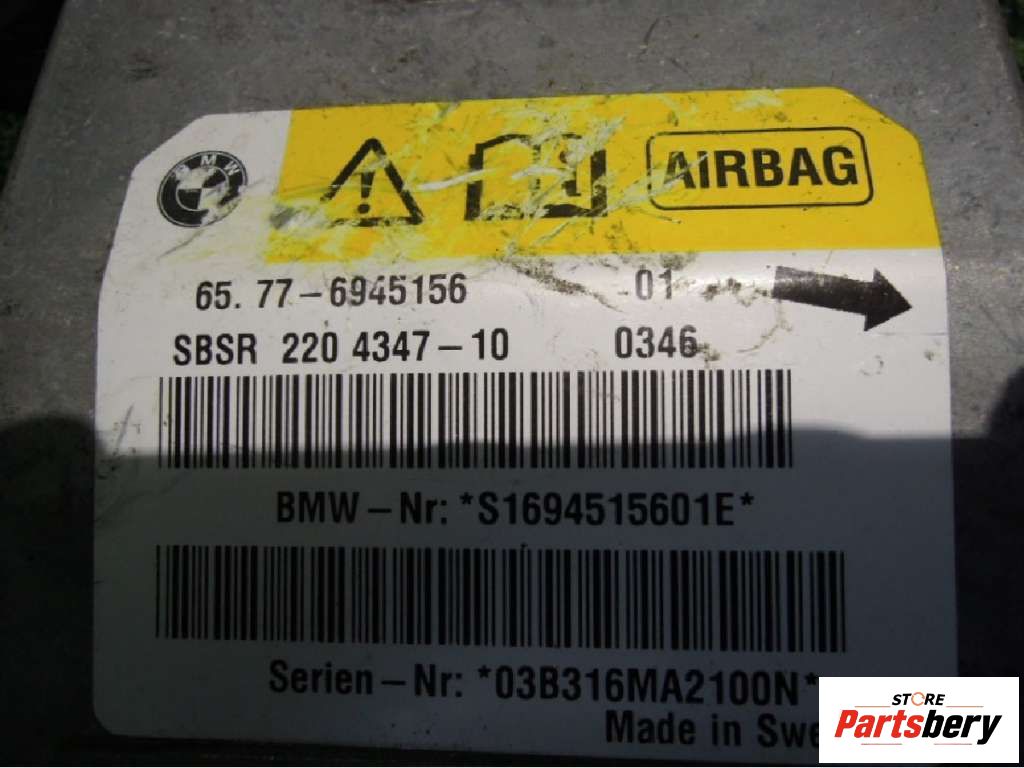 BMW
AIRBAG
65. 77-6945156 01
SBSR 220 4347-10 0346
BMW-Nr: *S1694515601E*
Serien-Nr: *03B316MA2100N*
Made in Swe
STORE
Partsbery